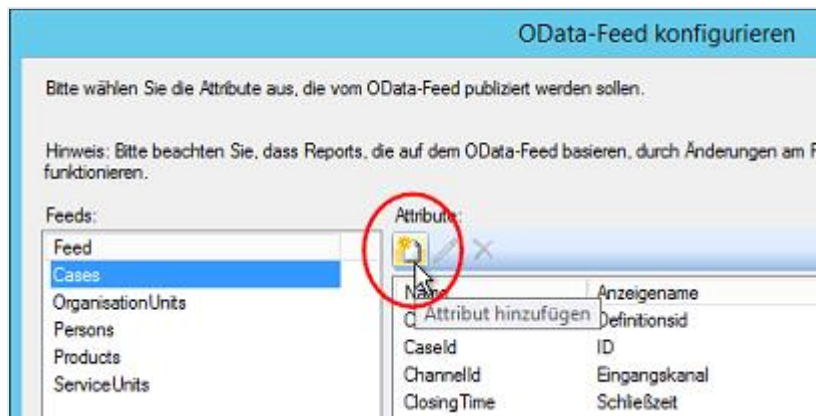 OData-Feed konfigurieren
Bitte wählen Sie die Attribute aus, die vom OData-Feed publiziert werden sollen.
Hinweis: Bitte beachten Sie, dass Reports, die auf dem OData-Feed basieren, durch Änderungen am F
funktionieren.
Feeds:
Attribute:
Feed
Cases
OrganisationUnits
Persons
Products
ServiceUnits
Name Anzeigename
Attribut hinzufügen
Definitionsid
CaseId ID
ChannelId Eingangskanal
ClosingTime Schließzeit